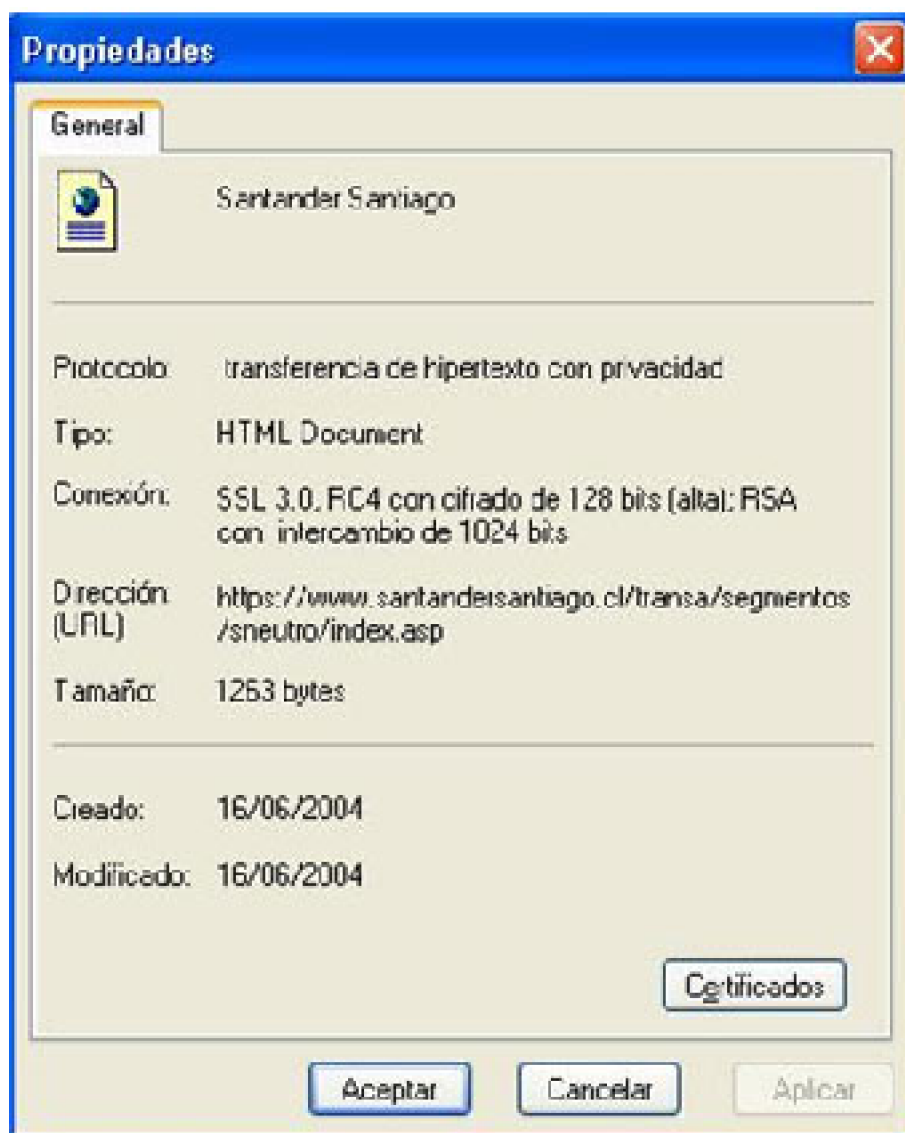 Propiedades
General
Santander Santiago
Protocolo: transferencia de hipertexto con privacidad
Tipo: HTML Document
Conexión: SSL 3.0, RC4 con cifrado de 128 bits (alta); RSA
con intercambio de 1024 bits
Dirección: https://www.santandersantiago.cl/transa/segmentos
(URL) /sneutro/index.asp
Tamaño: 1263 bytes
Creado: 16/06/2004
Modificado: 16/06/2004
Certificados
Aceptar Cancelar Aplicar